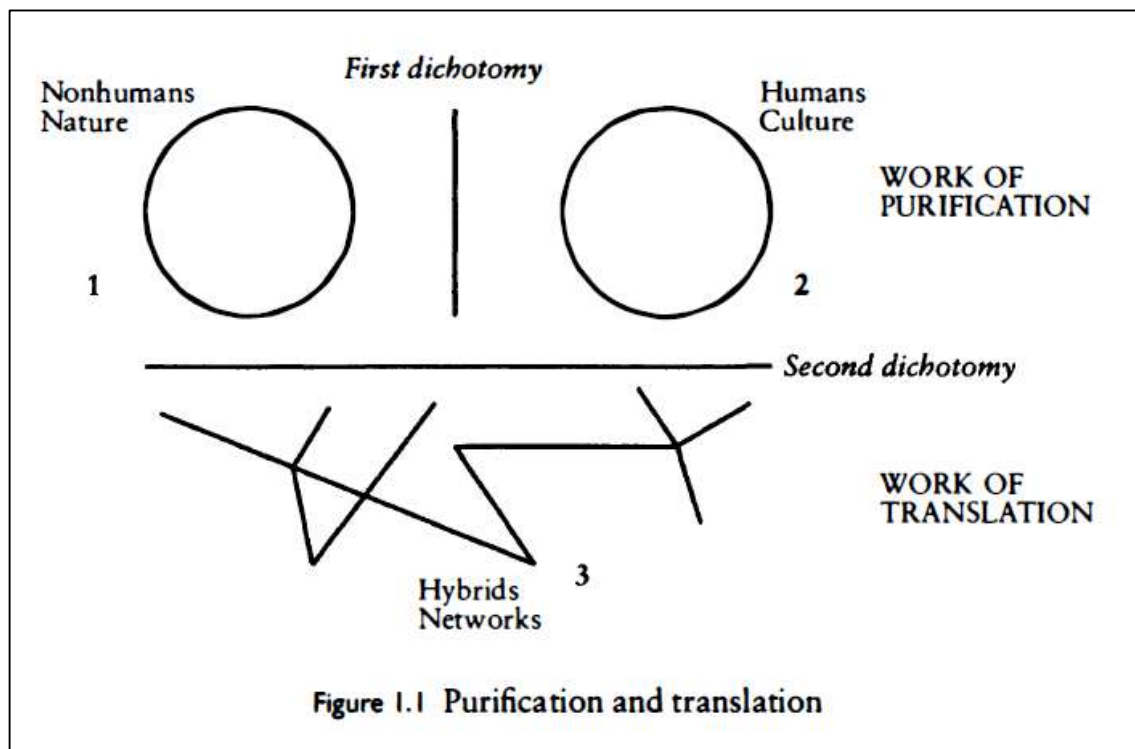 First dichotomy
Nonhumans
Nature
Humans
Culture
WORK OF
PURIFICATION
1
2
Second dichotomy
WORK OF
TRANSLATION
3
Hybrids
Networks
Figure 1.1 Purification and translation